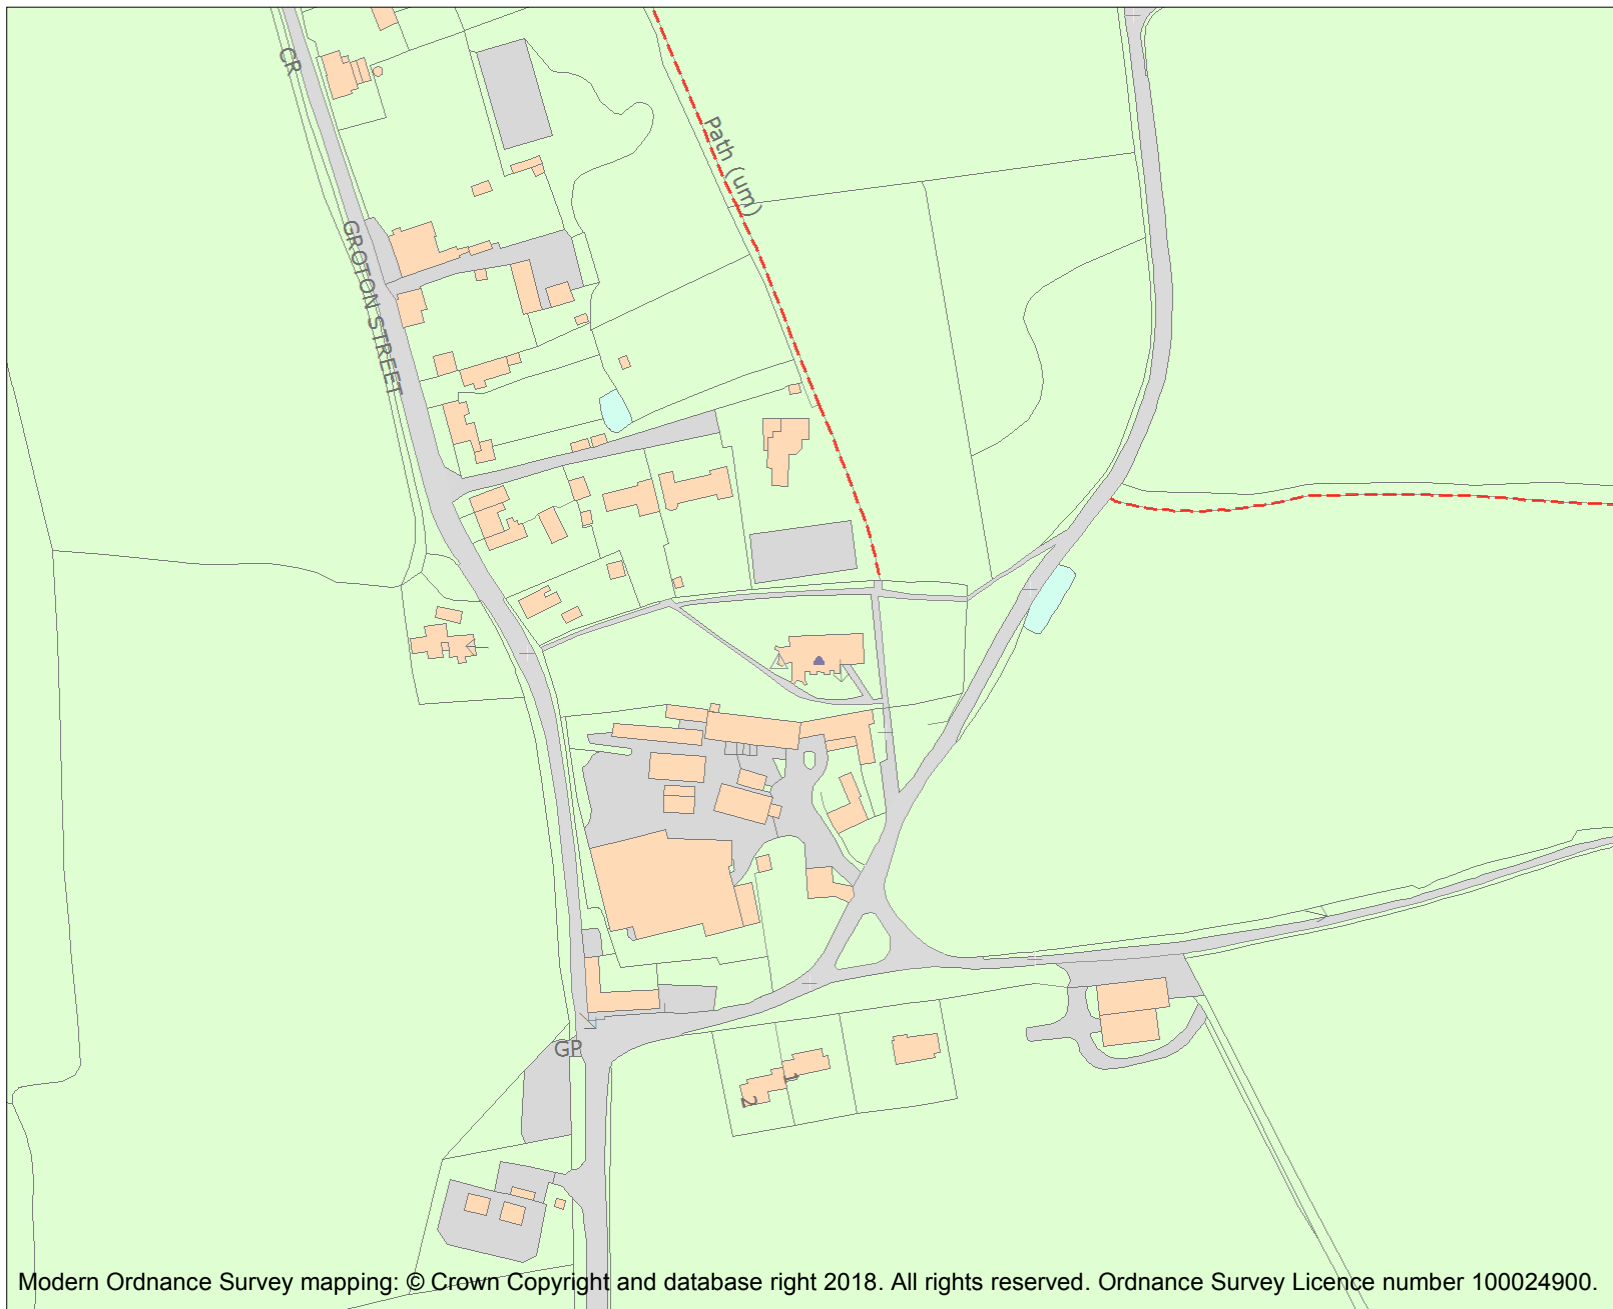 CR
Path (um)
GROTON STREET
GP
1
2
Modern Ordnance Survey mapping: © Crown Copyright and database right 2018. All rights reserved. Ordnance Survey Licence number 100024900.